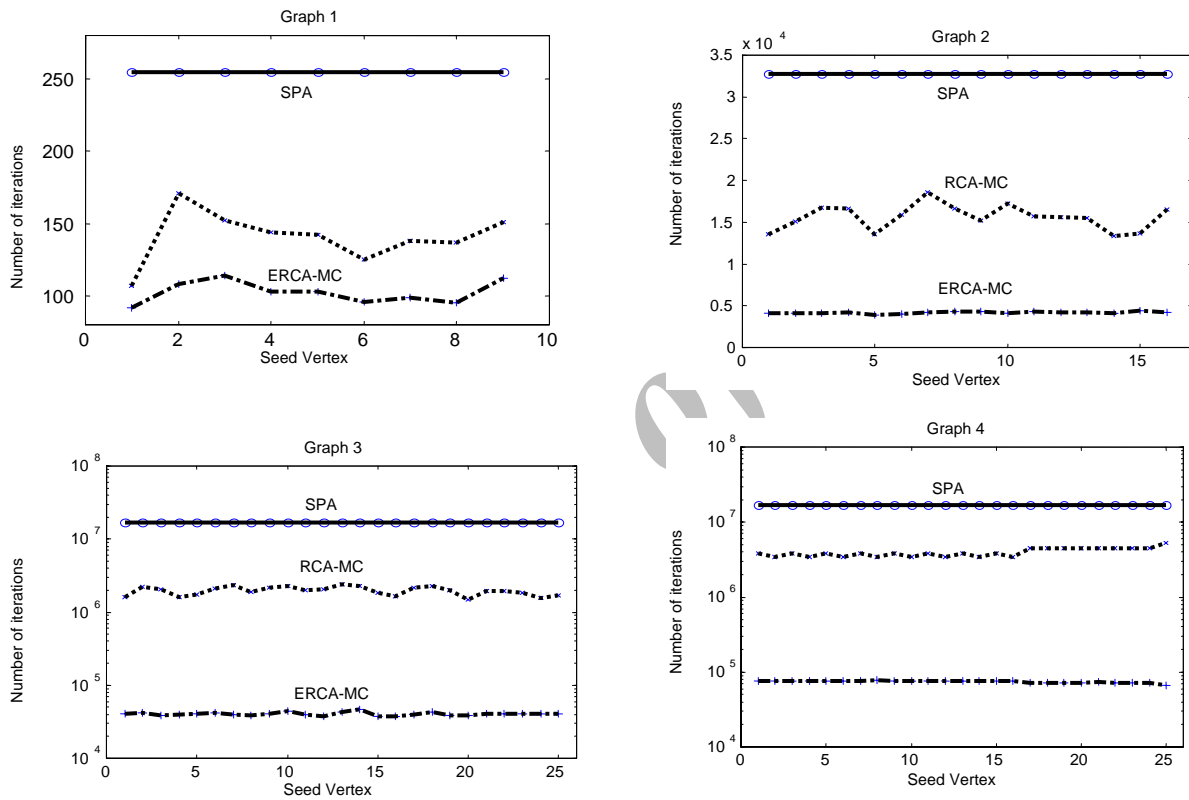 Graph 1
250
200
150
100
0
2
4
6
8
10
SPA
ERCA-MC
Number of iterations
Seed Vertex
Graph 2
x 10 4
3.5
3
2.5
2
1.5
1
0.5
0
0
5
10
15
SPA
RCA-MC
ERCA-MC
Number of iterations
Seed Vertex
Graph 3
10 8
10 7
10 6
10 5
10 4
0
5
10
15
20
25
SPA
RCA-MC
ERCA-MC
Number of iterations
Seed Vertex
Graph 4
10 8
10 7
10 6
10 5
10 4
0
5
10
15
20
25
SPA
Number of iterations
Seed Vertex